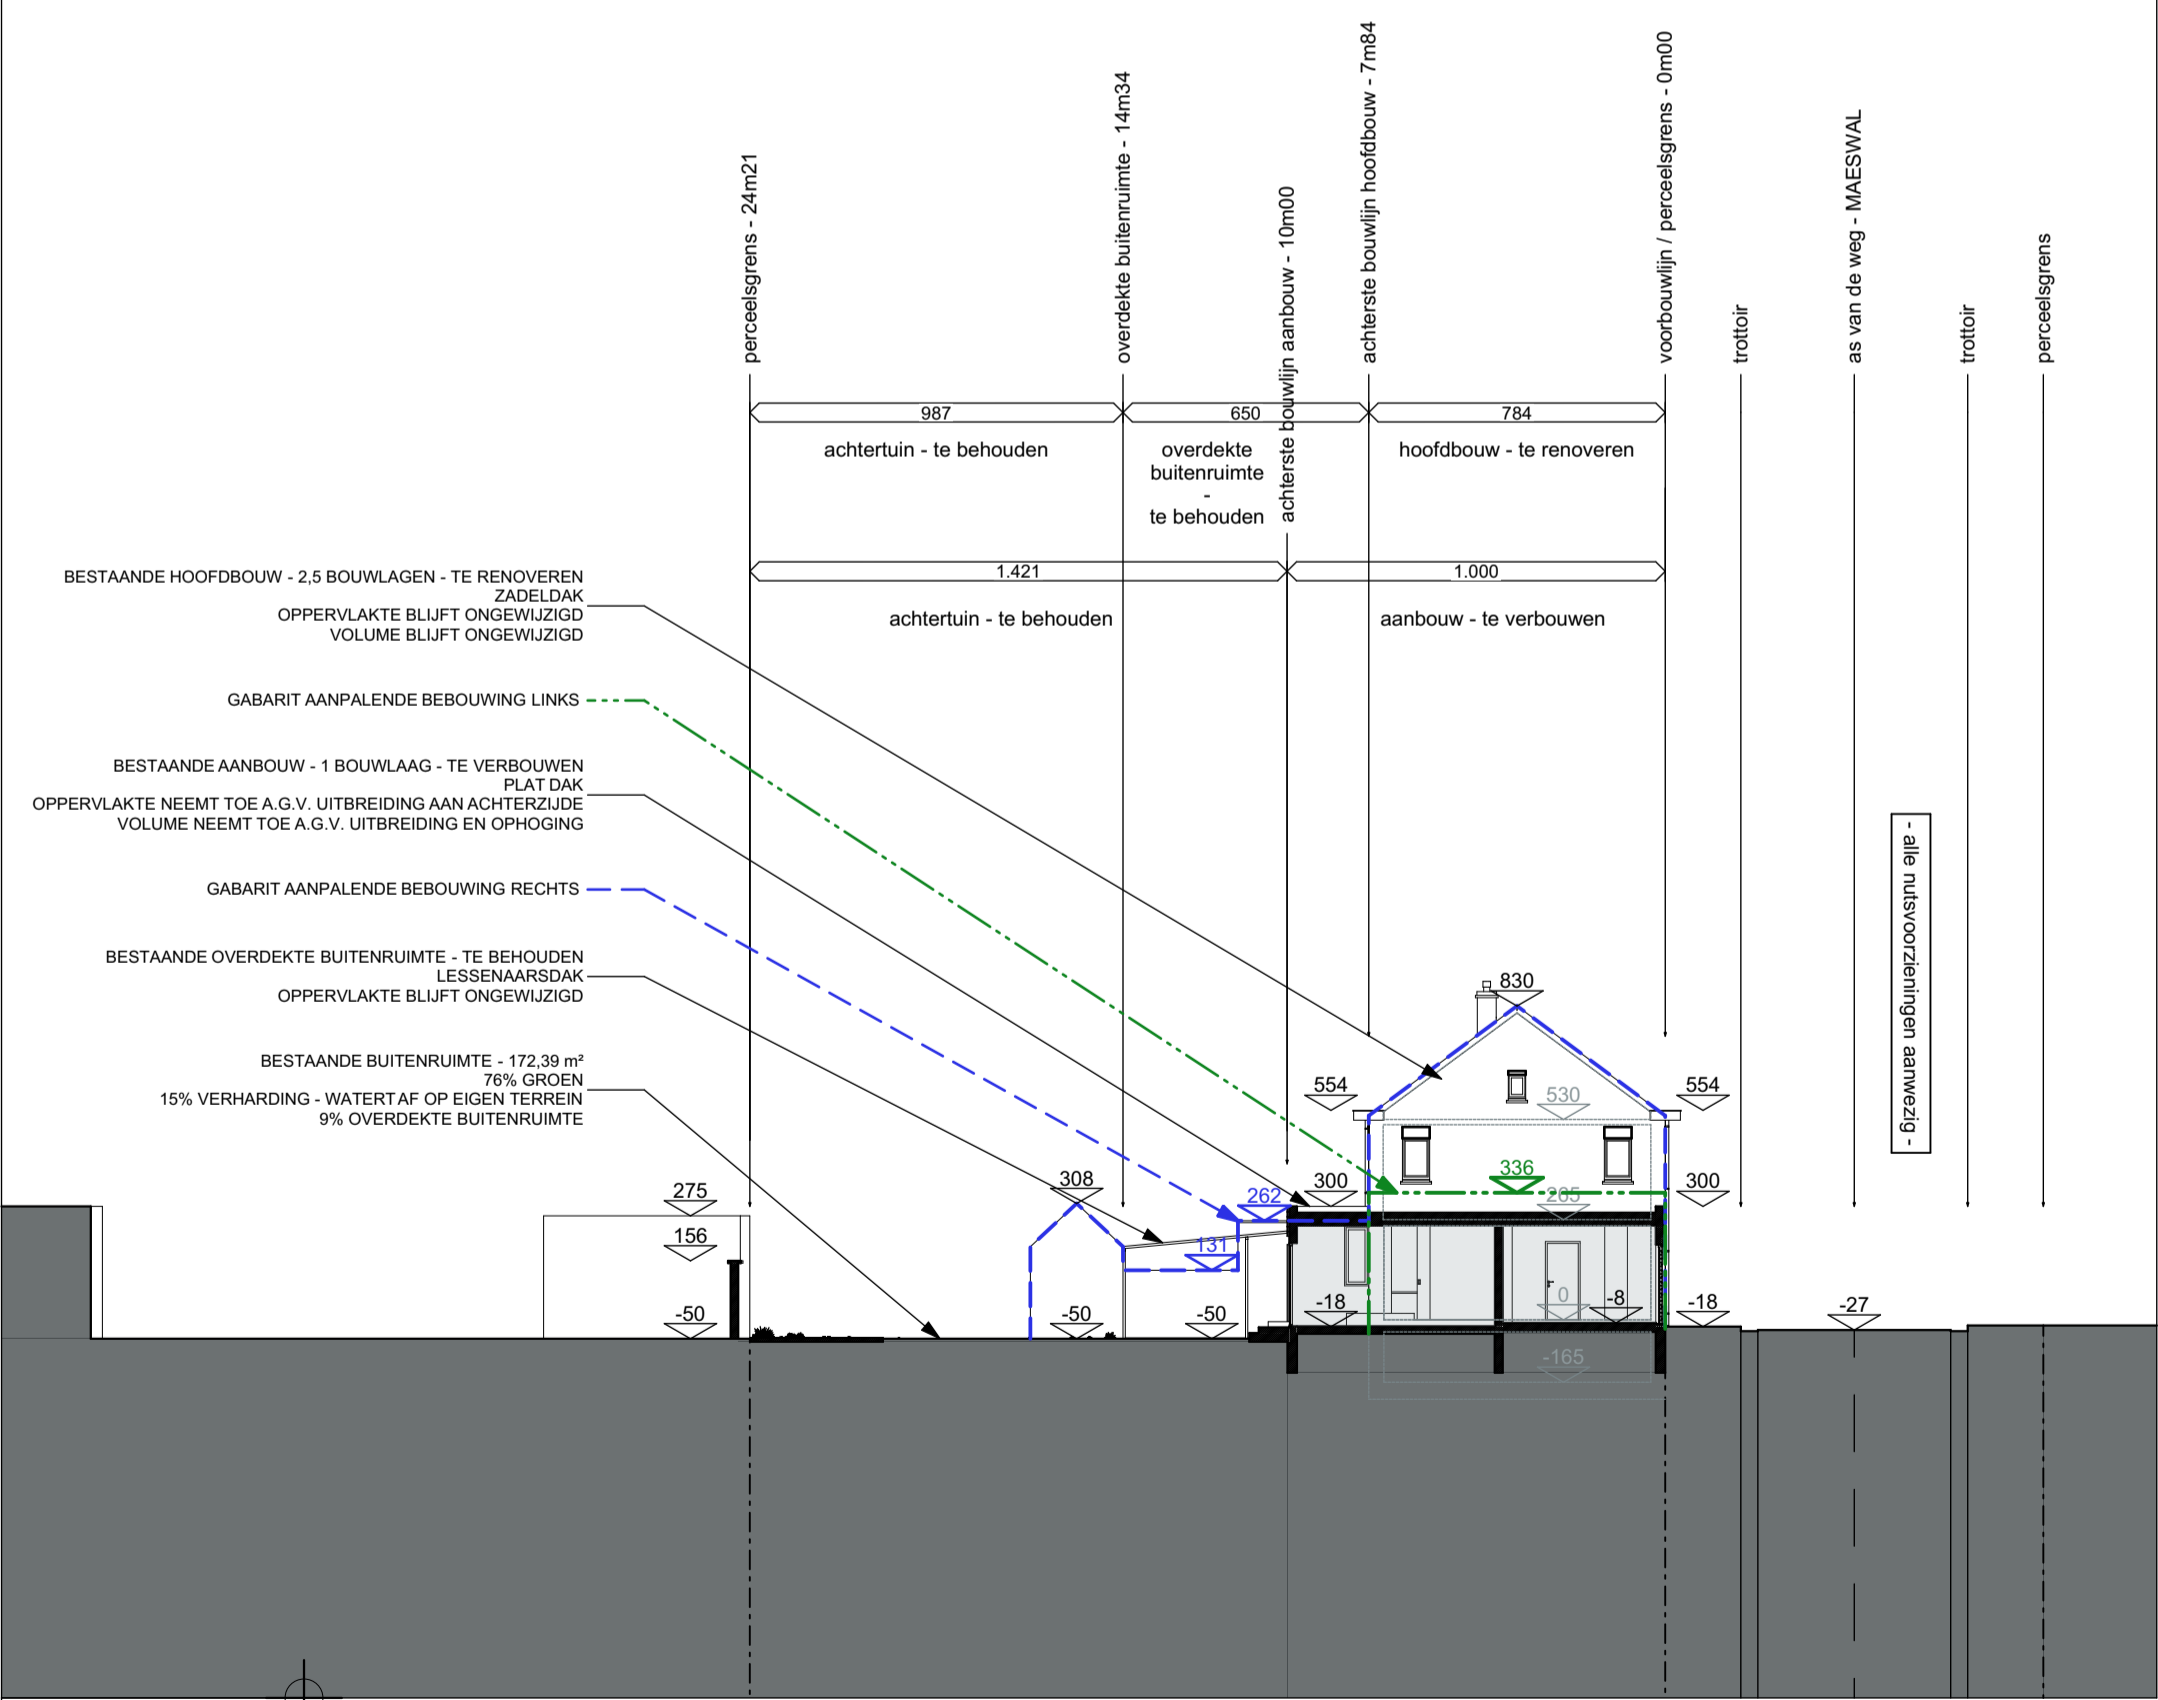 perceelsgrens - 24m21
overdekte buitenruimte - 14m34
achterste bouwlijn aanbouw - 10m00
achterste bouwlijn hoofdbouw - 7m84
voorbouwlijn / perceelsgrens - 0m00
trottoir
as van de weg - MAESWAL
trottoir
perceelsgrens
987
650
784
achtertuin - te behouden
overdekte
buitenruimte
-
te behouden
hoofdbouw - te renoveren
1.421
1.000
achtertuin - te behouden
aanbouw - te verbouwen
BESTAANDE HOOFDBOUW - 2,5 BOUWLAGEN - TE RENOVEREN
ZADELDAK
OPPERVLAKTE BLIJFT ONGEWIJZIGD
VOLUME BLIJFT ONGEWIJZIGD
GABARIT AANPALENDE BEBOUWING LINKS
BESTAANDE AANBOUW - 1 BOUWLAAG - TE VERBOUWEN
PLAT DAK
OPPERVLAKTE NEEMT TOE A.G.V. UITBREIDING AAN ACHTERZIJDE
VOLUME NEEMT TOE A.G.V. UITBREIDING EN OPHOGING
GABARIT AANPALENDE BEBOUWING RECHTS
BESTAANDE OVERDEKTE BUITENRUIMTE - TE BEHOUDEN
LESSENAARSDAK
OPPERVLAKTE BLIJFT ONGEWIJZIGD
BESTAANDE BUITENRUIMTE - 172,39 m²
76% GROEN
15% VERHARDING - WATERTAF OP EIGEN TERREIN
9% OVERDEKTE BUITENRUIMTE
- alle nutsvoorzieningen aanwezig -
830
554
530
554
336
308
300
265
300
275
262
156
131
-50
-50
-50
-18
0
-8
-18
-27
-165